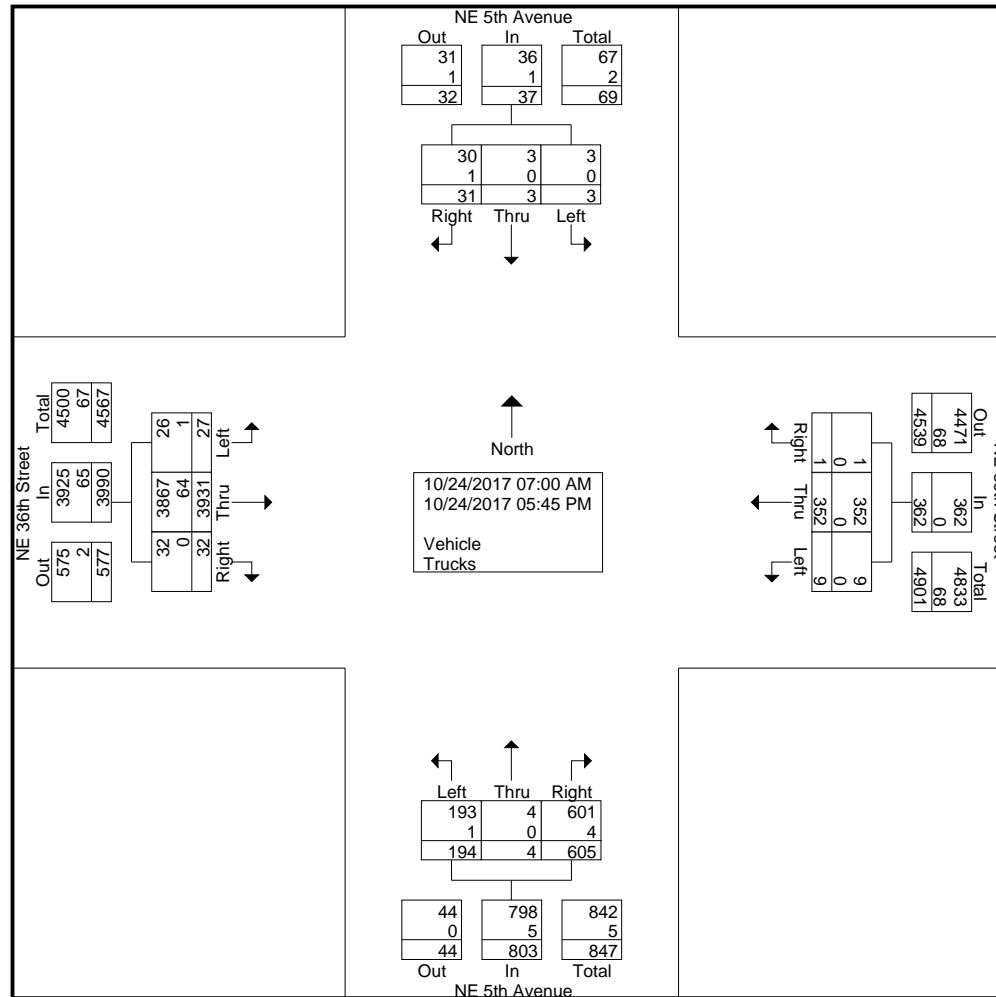 NE 5th Avenue
Out In Total
31 36 67
1 1 2
32 37 69
30 3 3
1 0 0
31 3 3
Right Thru Left
NE 36th Street
Total In Out
4500 3925 575
67 65 2
4567 3990 577
26 3867 32
1 64 0
27 3931 32
Left Thru Right
North
10/24/2017 07:00 AM
10/24/2017 05:45 PM
Vehicle
Trucks
Right Thru Left
1 352 9
0 0 0
1 352 9
Out In Total
4471 362 4833
68 0 68
4539 362 4901
Left Thru Right
193 4 601
1 0 4
194 4 605
44 798 842
0 5 5
44 803 847
Out In Total
NE 5th Avenue